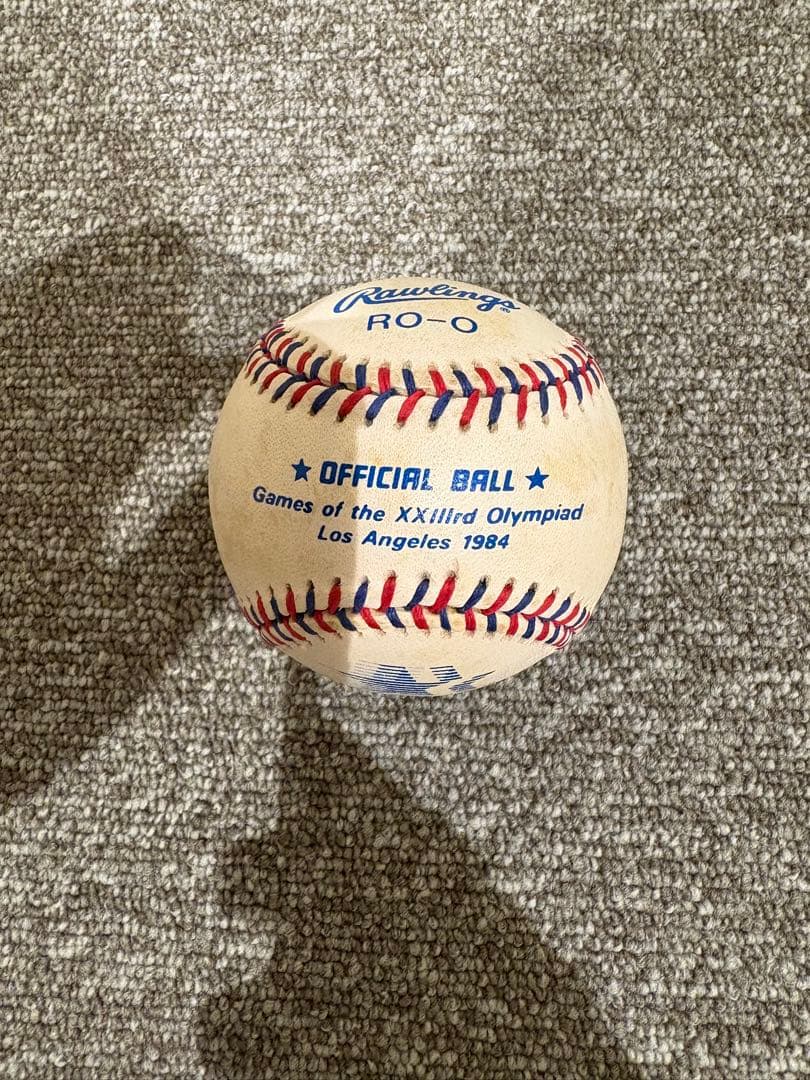 Rawlings®
RO-O
★ OFFICIAL BALL ★
Games of the XXIIIrd Olympiad
Los Angeles 1984